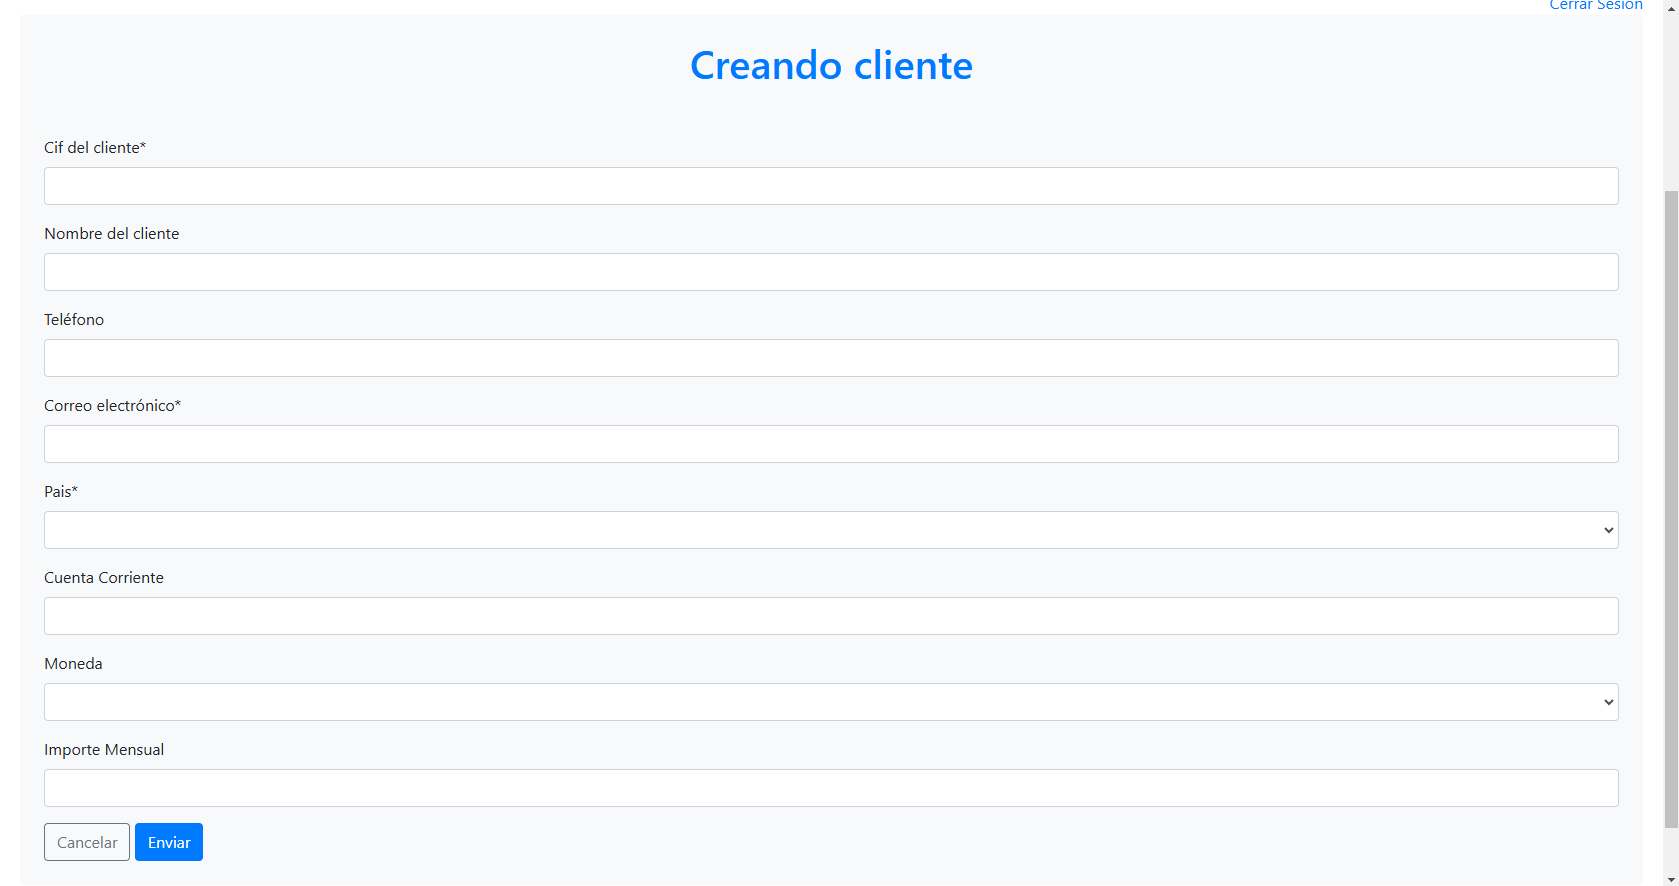 Cerrar Sesión
Creando cliente
Cif del cliente*
Nombre del cliente
Teléfono
Correo electrónico*
Pais*
Cuenta Corriente
Moneda
Importe Mensual
Cancelar Enviar